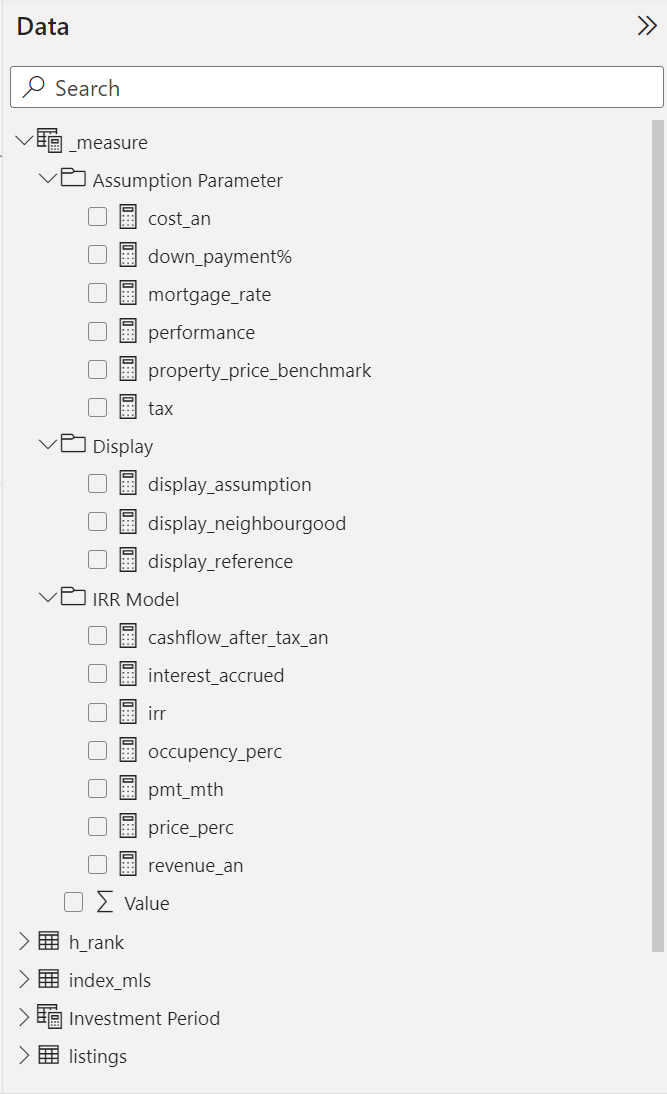 Data
Search
_measure
Assumption Parameter
cost_an
down_payment%
mortgage_rate
performance
property_price_benchmark
tax
Display
display_assumption
display_neighbourgood
display_reference
IRR Model
cashflow_after_tax_an
interest_accrued
irr
occupency_perc
pmt_mth
price_perc
revenue_an
Value
h_rank
index_mls
Investment Period
listings